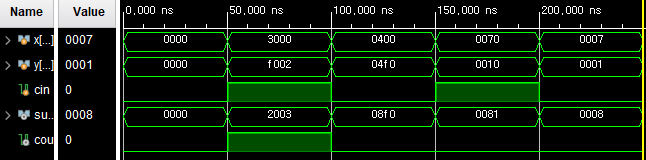 Name Value 0,000 ns 50,000 ns 100,000 ns 150,000 ns 200,000 ns
x[...] 0007 0000 3000 0400 0070 0007
y[...] 0001 0000 f002 04f0 0010 0001
cin 0
su... 0008 0000 2003 08f0 0081 0008
cou 0